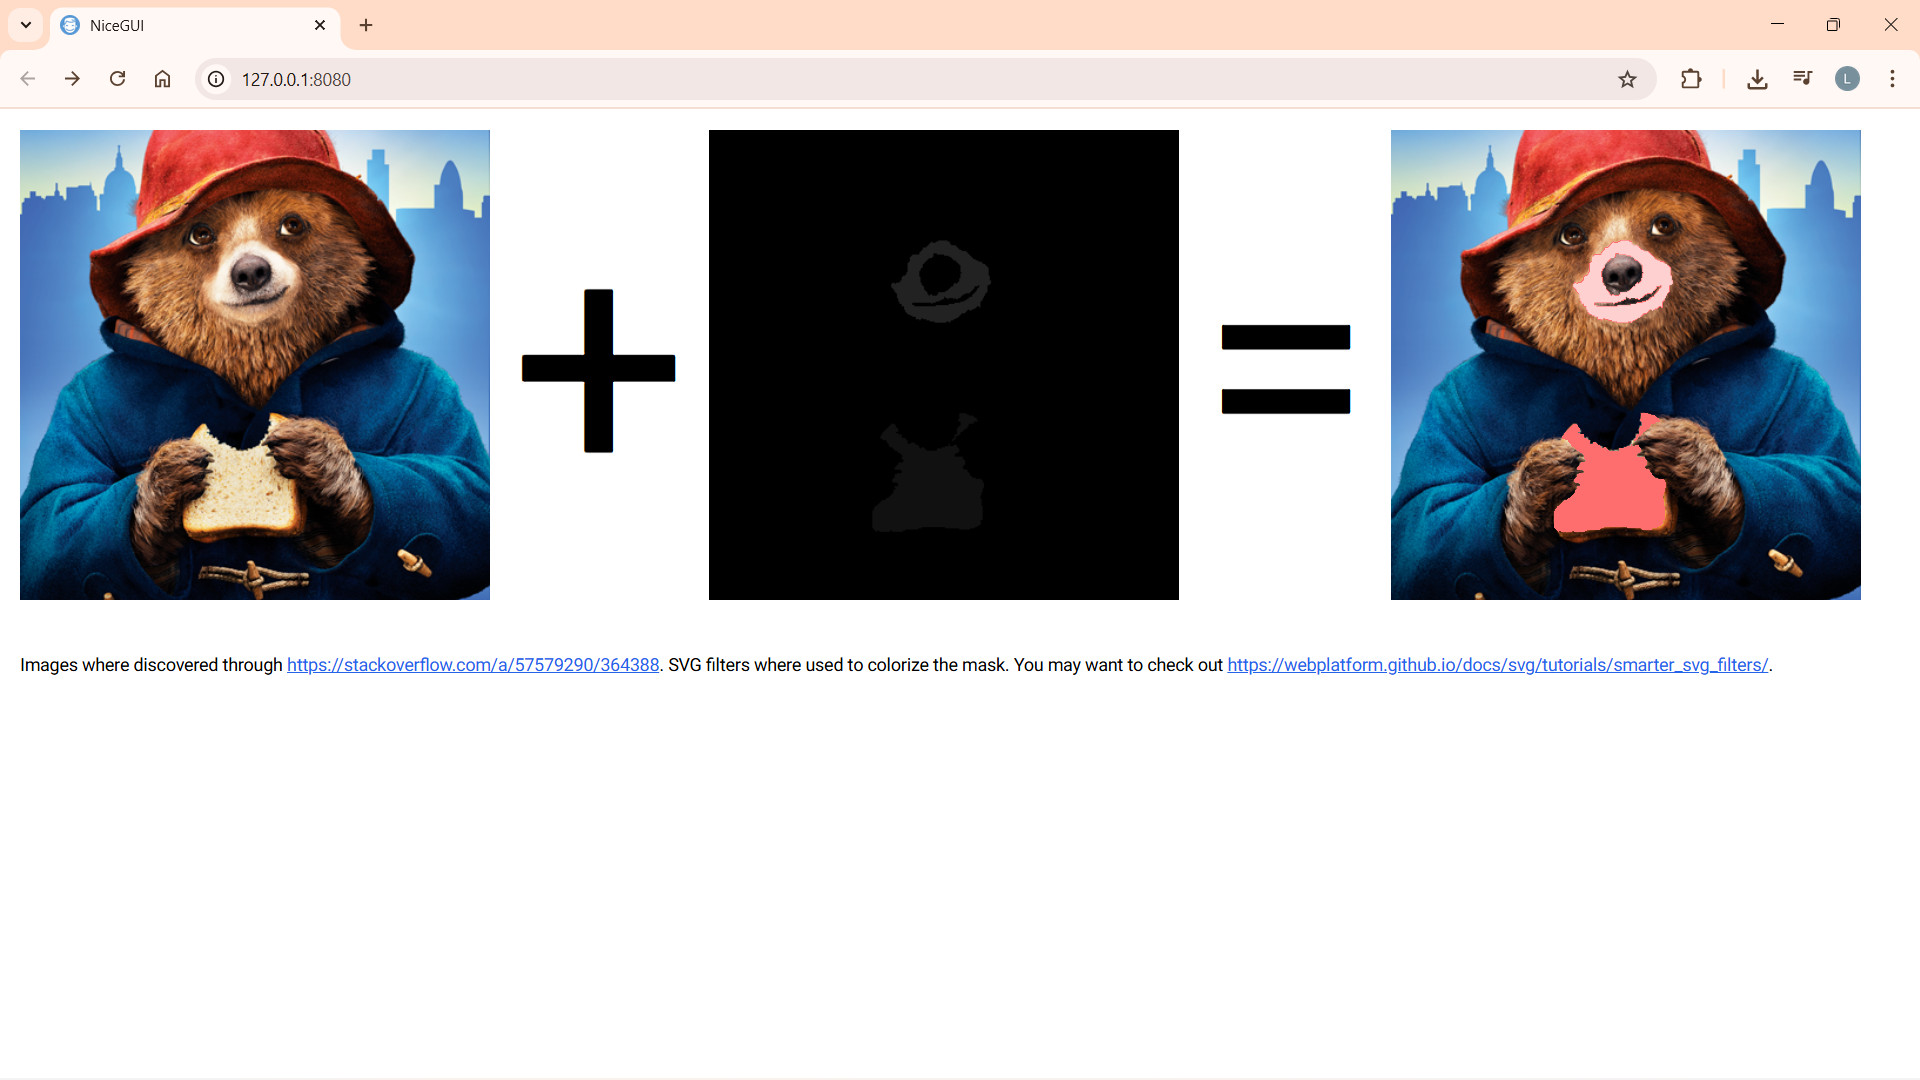 NiceGUI
127.0.0.1:8080
L
+
=
Images where discovered through https://stackoverflow.com/a/57579290/364388. SVG filters where used to colorize the mask. You may want to check out https://webplatform.github.io/docs/svg/tutorials/smarter_svg_filters/.